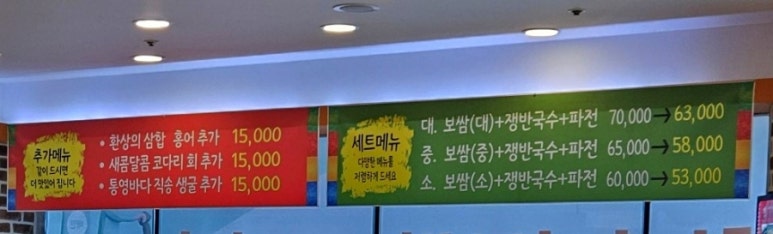 추가메뉴
같이 드시면
더 맛있어 집니다
• 환상의 삼합 홍어 추가 15,000
• 새콤달콤 코다리 회 추가 15,000
• 통영바다 직송 생굴 추가 15,000
세트메뉴
다양한 메뉴를
저렴하게 드세요
대. 보쌈(대)+쟁반국수+파전 70,000→63,000
중. 보쌈(중)+쟁반국수+파전 65,000→58,000
소. 보쌈(소)+쟁반국수+파전 60,000→53,000